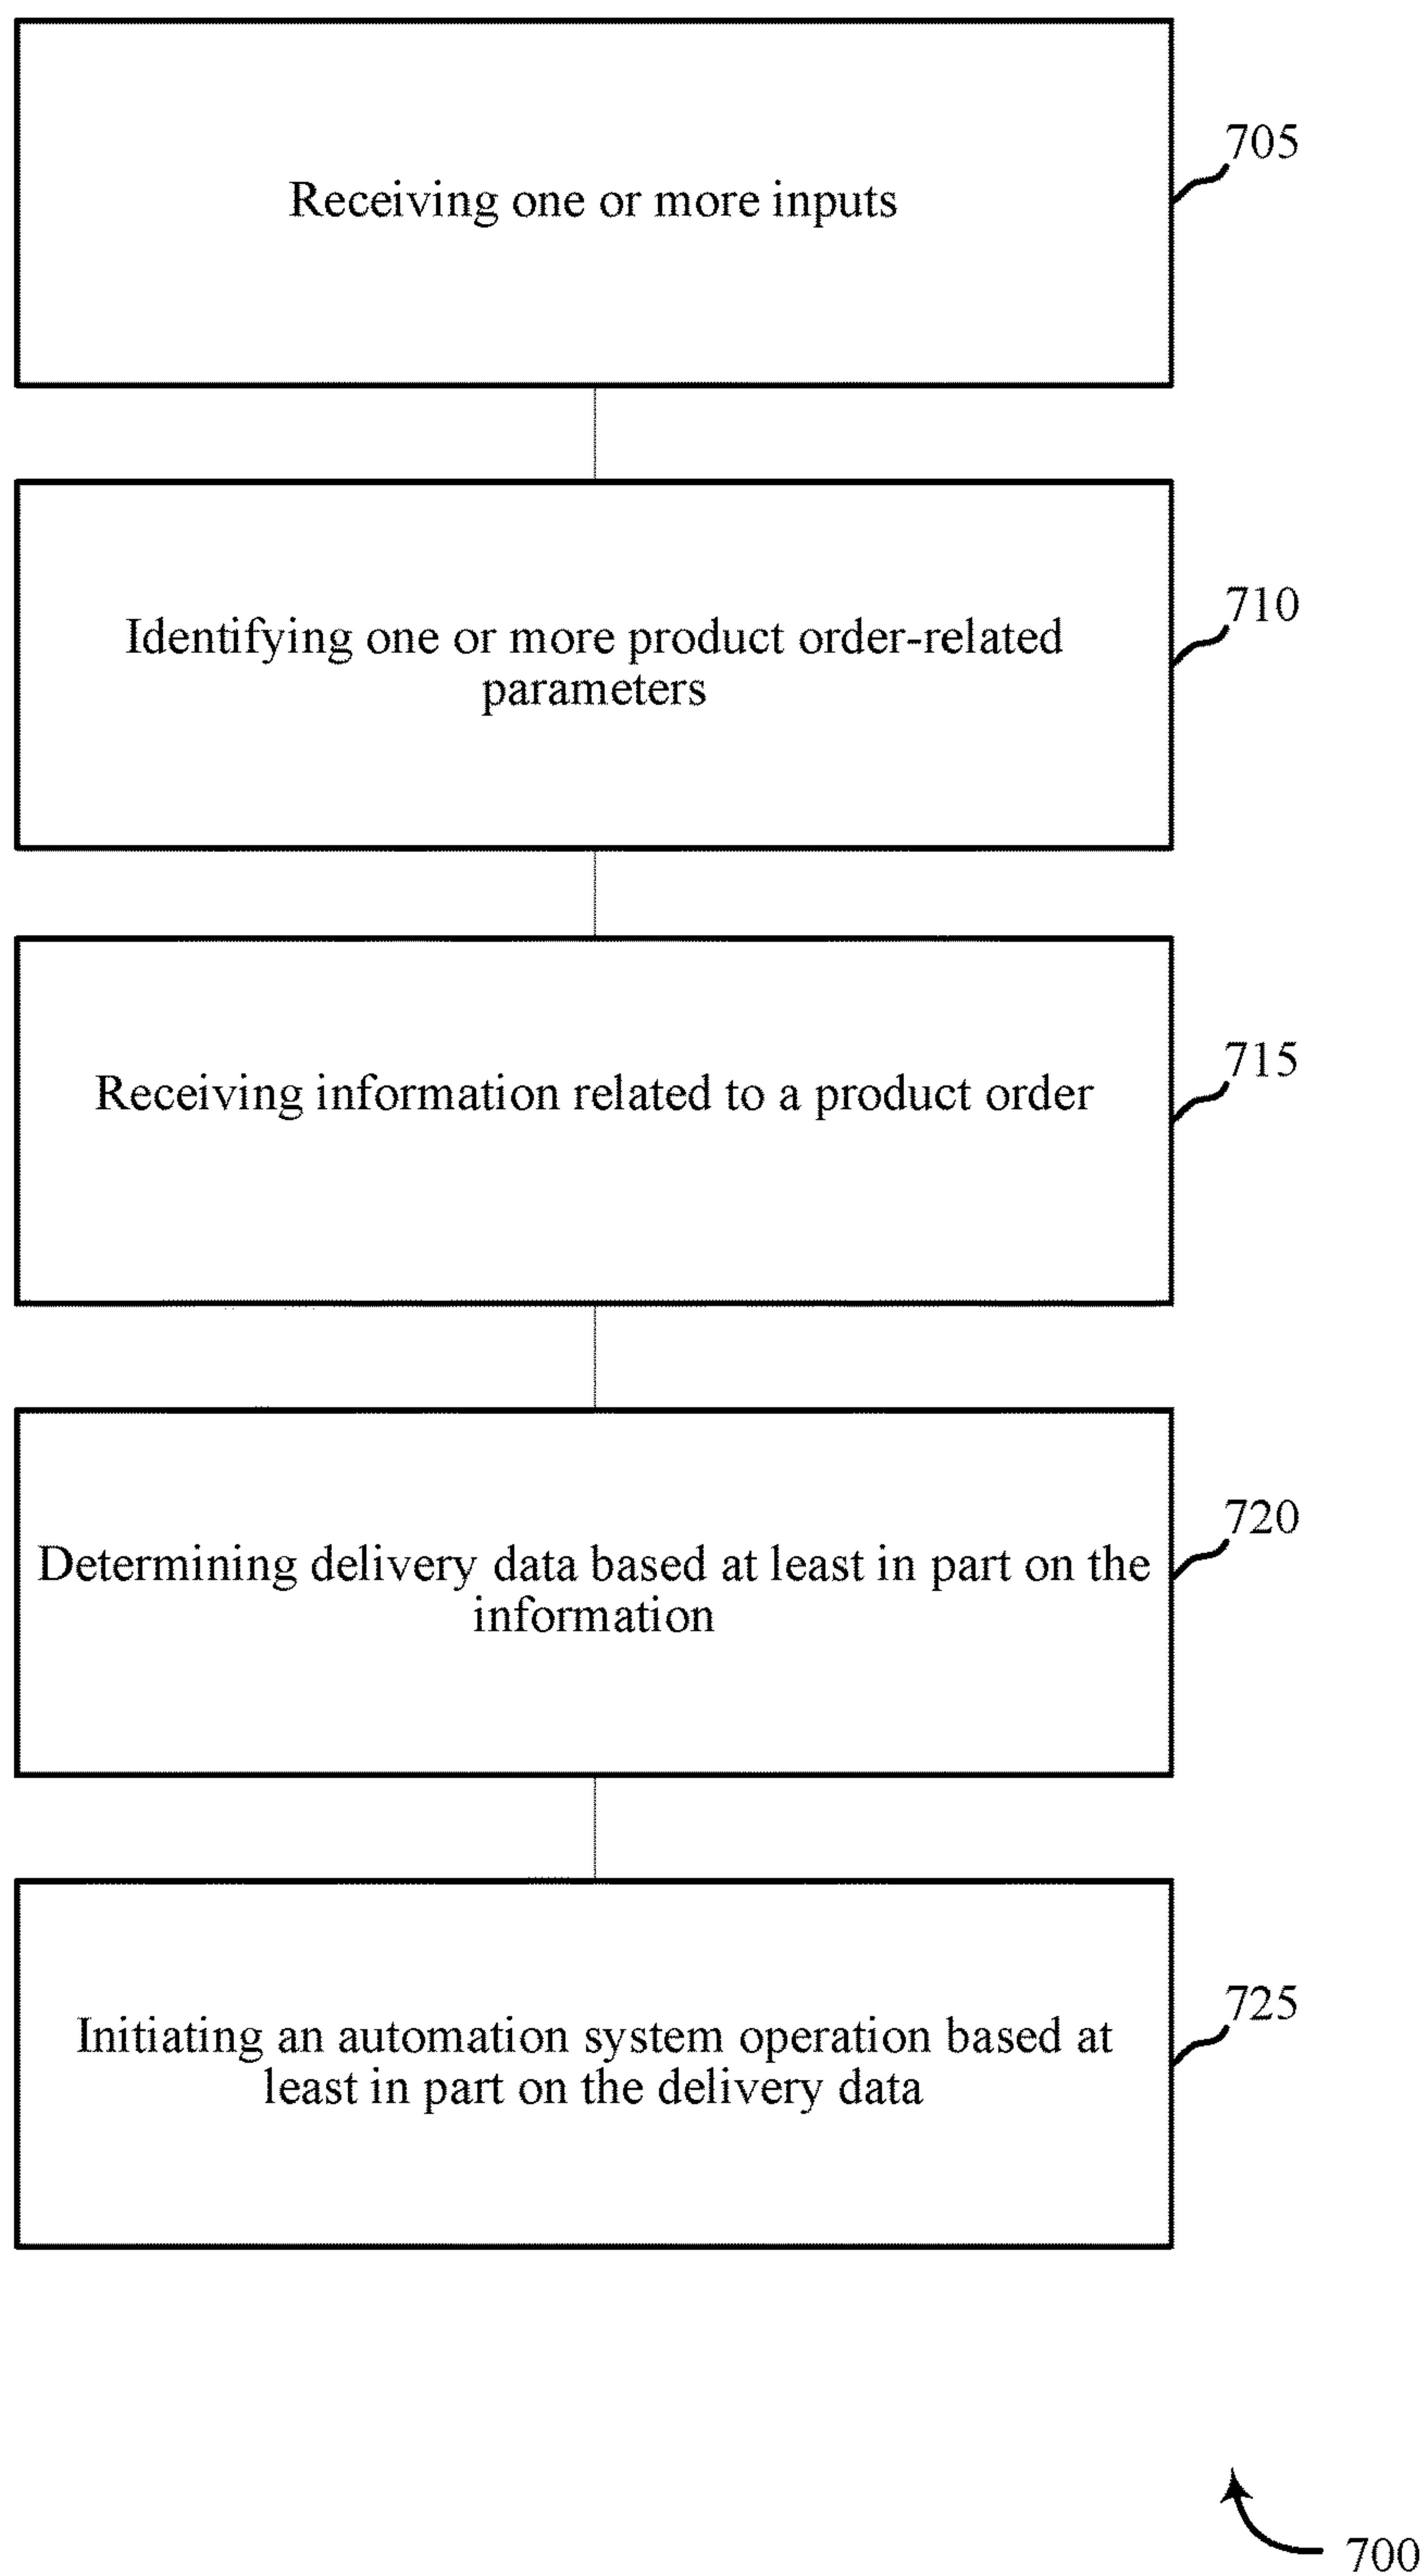 Receiving one or more inputs
705
Identifying one or more product order-related
parameters
710
Receiving information related to a product order
715
Determining delivery data based at least in part on the
information
720
Initiating an automation system operation based at
least in part on the delivery data
725
700